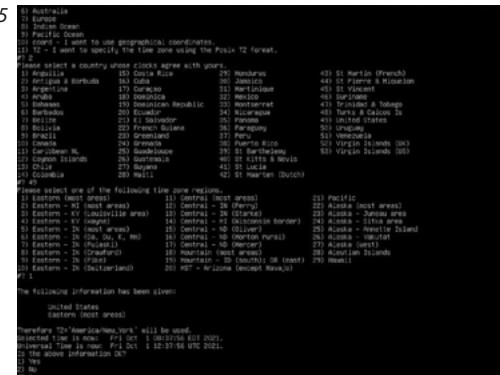 5
6) Australia
7) Europe
8) Indian Ocean
9) Pacific Ocean
10) coord - I want to use geographical coordinates.
11) TZ - I want to specify the time zone using the Posix TZ format.
#? 2
Please select a country whose clocks agree with yours.
1) Anguilla 15) Costa Rica 29) Honduras 43) St Martin (French)
2) Antigua & Barbuda 16) Cuba 30) Jamaica 44) St Pierre & Miquelon
3) Argentina 17) Curaçao 31) Martinique 45) St Vincent
4) Aruba 18) Dominica 32) Mexico 46) Suriname
5) Bahamas 19) Dominican Republic 33) Montserrat 47) Trinidad & Tobago
6) Barbados 20) Ecuador 34) Nicaragua 48) Turks & Caicos Is
7) Belize 21) El Salvador 35) Panama 49) United States
8) Bolivia 22) French Guiana 36) Paraguay 50) Uruguay
9) Brazil 23) Greenland 37) Peru 51) Venezuela
10) Canada 24) Grenada 38) Puerto Rico 52) Virgin Islands (UK)
11) Caribbean NL 25) Guadeloupe 39) St Barthelemy 53) Virgin Islands (US)
12) Cayman Islands 26) Guatemala 40) St Kitts & Nevis
13) Chile 27) Guyana 41) St Lucia
14) Colombia 28) Haiti 42) St Maarten (Dutch)
#? 49
Please select one of the following time zone regions.
1) Eastern (most areas) 11) Central (most areas) 21) Pacific
2) Eastern - MI (most areas) 12) Central - IN (Perry) 22) Alaska (most areas)
3) Eastern - KY (Louisville area) 13) Central - IN (Starke) 23) Alaska - Juneau area
4) Eastern - KY (Wayne) 14) Central - MI (Wisconsin border) 24) Alaska - Sitka area
5) Eastern - IN (most areas) 15) Central - ND (Oliver) 25) Alaska - Annette Island
6) Eastern - IN (Da, Du, K, Mn) 16) Central - ND (Morton rural) 26) Alaska - Yakutat
7) Eastern - IN (Pulaski) 17) Central - ND (Mercer) 27) Alaska (west)
8) Eastern - IN (Crawford) 18) Mountain (most areas) 28) Aleutian Islands
9) Eastern - IN (Pike) 19) Mountain - ID (south); OR (east) 29) Hawaii
10) Eastern - IN (Switzerland) 20) MST - Arizona (except Navajo)
#? 1
The following information has been given:
United States
Eastern (most areas)
Therefore TZ='America/New_York' will be used.
Selected time is now: Fri Oct 1 08:37:56 EDT 2021.
Universal Time is now: Fri Oct 1 12:37:56 UTC 2021.
Is the above information OK?
1) Yes
2) No